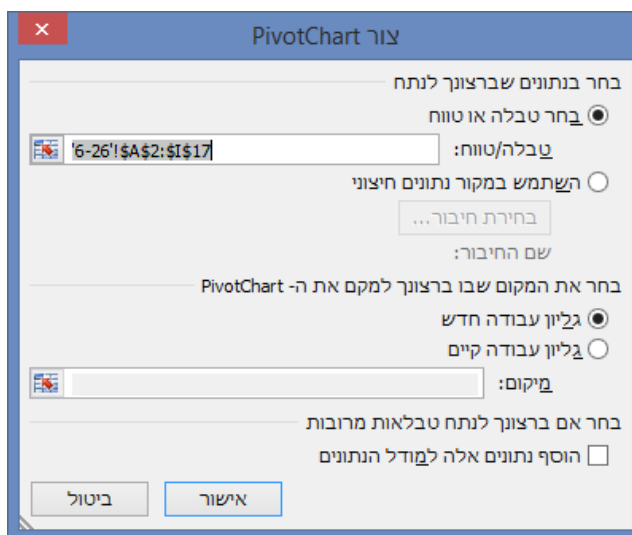 צור PivotChart
בחר בנתונים שברצונך לנתח
בחר טבלה או טווח
טבלה/טווח: '6-26'!$A$2:$I$17
השתמש במקור נתונים חיצוני
בחירת חיבור...
שם החיבור:
בחר את המקום שבו ברצונך למקם את ה- PivotChart
גליון עבודה חדש
גליון עבודה קיים
מיקום:
בחר אם ברצונך לנתח טבלאות מרובות
הוסף נתונים אלה למודל הנתונים
אישור ביטול